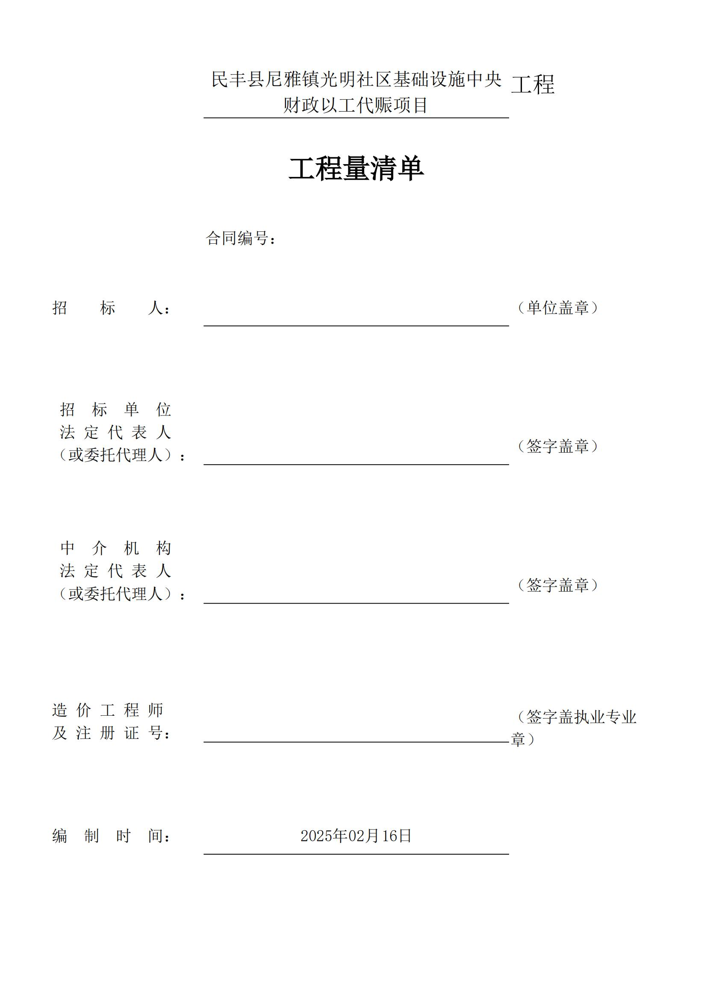 民丰县尼雅镇光明社区基础设施中央 工程
财政以工代赈项目
工程量清单
合同编号：
招 标 人： （单位盖章）
招 标 单 位
法 定 代 表 人
（或委托代理人）： （签字盖章）
中 介 机 构
法 定 代 表 人
（或委托代理人）： （签字盖章）
造 价 工 程 师
及 注 册 证 号： （签字盖执业专业
章）
编 制 时 间： 2025年02月16日